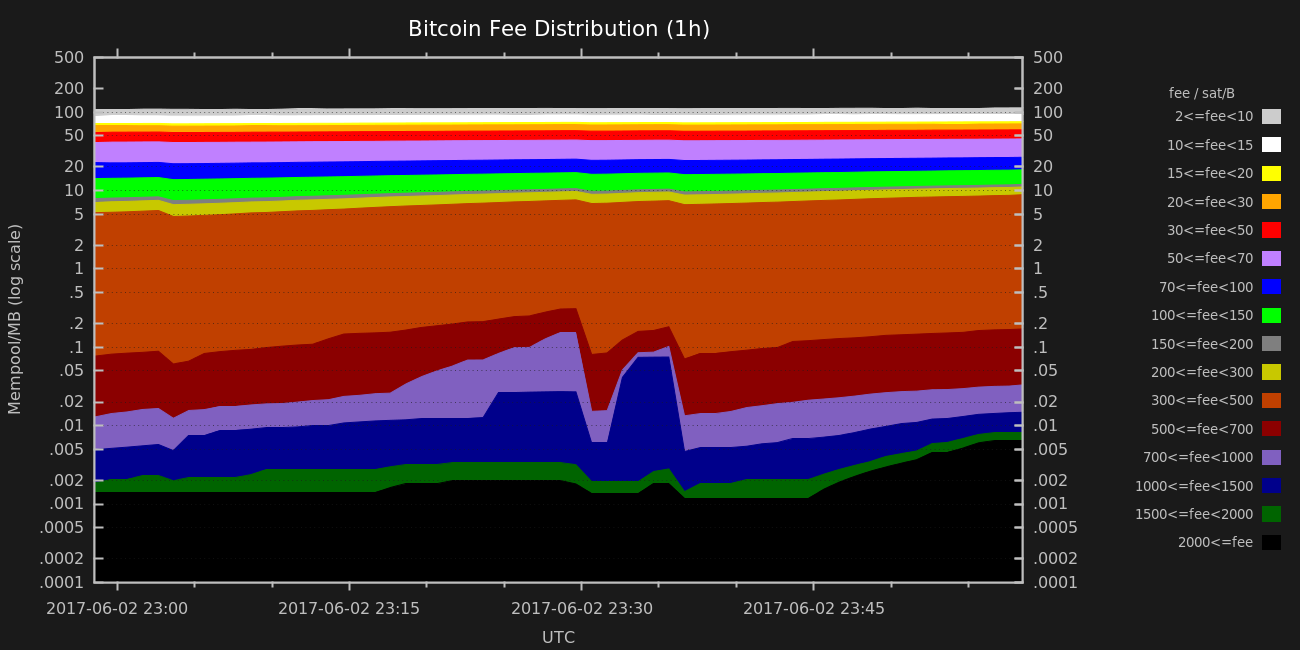 Bitcoin Fee Distribution (1h)
500
200
100
50
20
10
5
2
1
.5
.2
.1
.05
.02
.01
.005
.002
.001
.0005
.0002
.0001
Mempool/MB (log scale)
500
200
100
50
20
10
5
2
1
.5
.2
.1
.05
.02
.01
.005
.002
.001
.0005
.0002
.0001
2017-06-02 23:00 2017-06-02 23:15 2017-06-02 23:30 2017-06-02 23:45
UTC
fee / sat/B
2<=fee<10
10<=fee<15
15<=fee<20
20<=fee<30
30<=fee<50
50<=fee<70
70<=fee<100
100<=fee<150
150<=fee<200
200<=fee<300
300<=fee<500
500<=fee<700
700<=fee<1000
1000<=fee<1500
1500<=fee<2000
2000<=fee